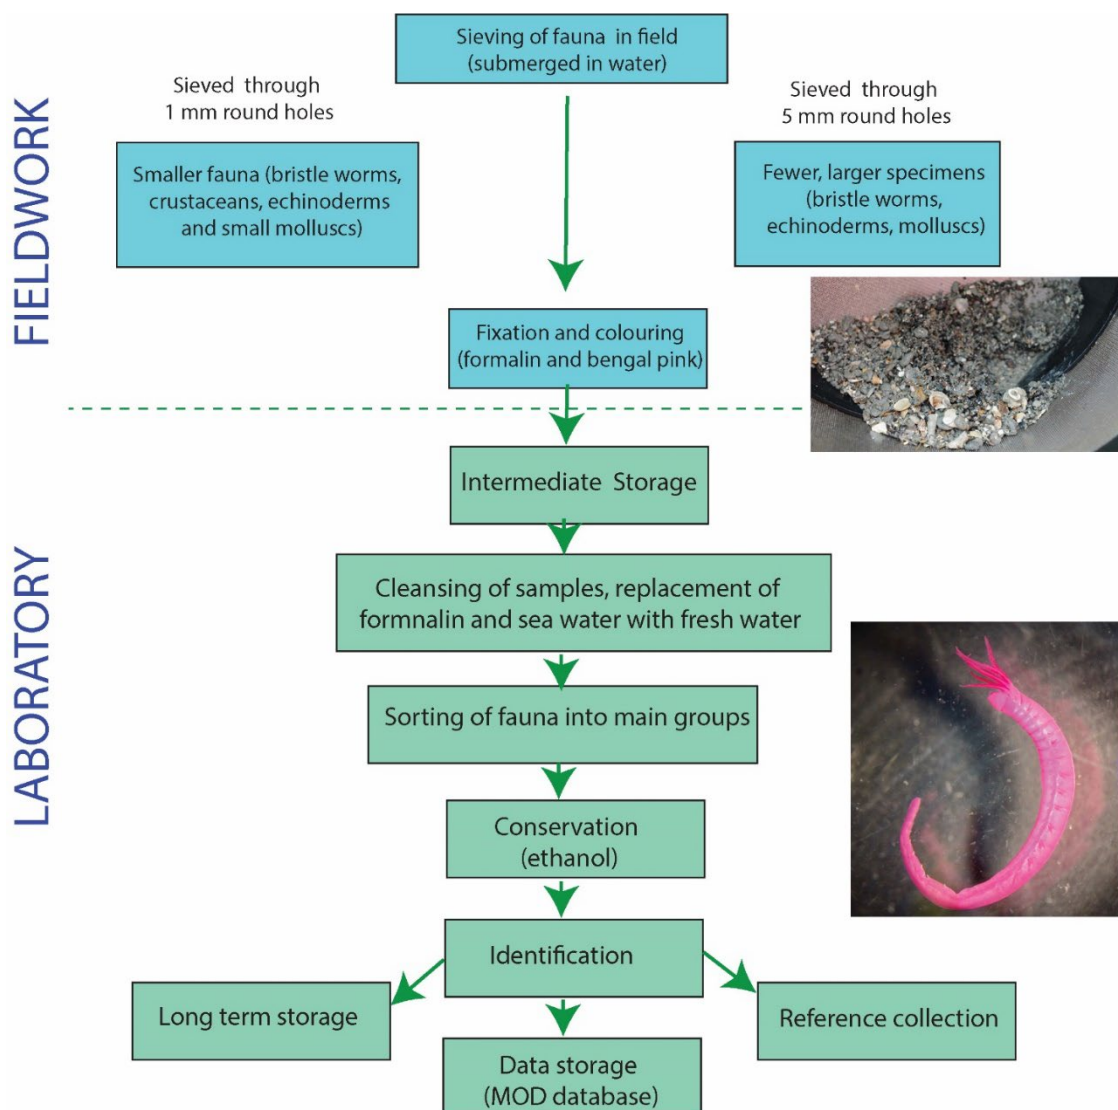 FIELDWORK
Sieving of fauna in field
(submerged in water)
Sieved through
1 mm round holes
Sieved through
5 mm round holes
Smaller fauna (bristle worms,
crustaceans, echinoderms
and small molluscs)
Fewer, larger specimens
(bristle worms,
echinoderms, molluscs)
Fixation and colouring
(formalin and bengal pink)
LABORATORY
Intermediate Storage
Cleansing of samples, replacement of
formnalin and sea water with fresh water
Sorting of fauna into main groups
Conservation
(ethanol)
Identification
Long term storage
Reference collection
Data storage
(MOD database)